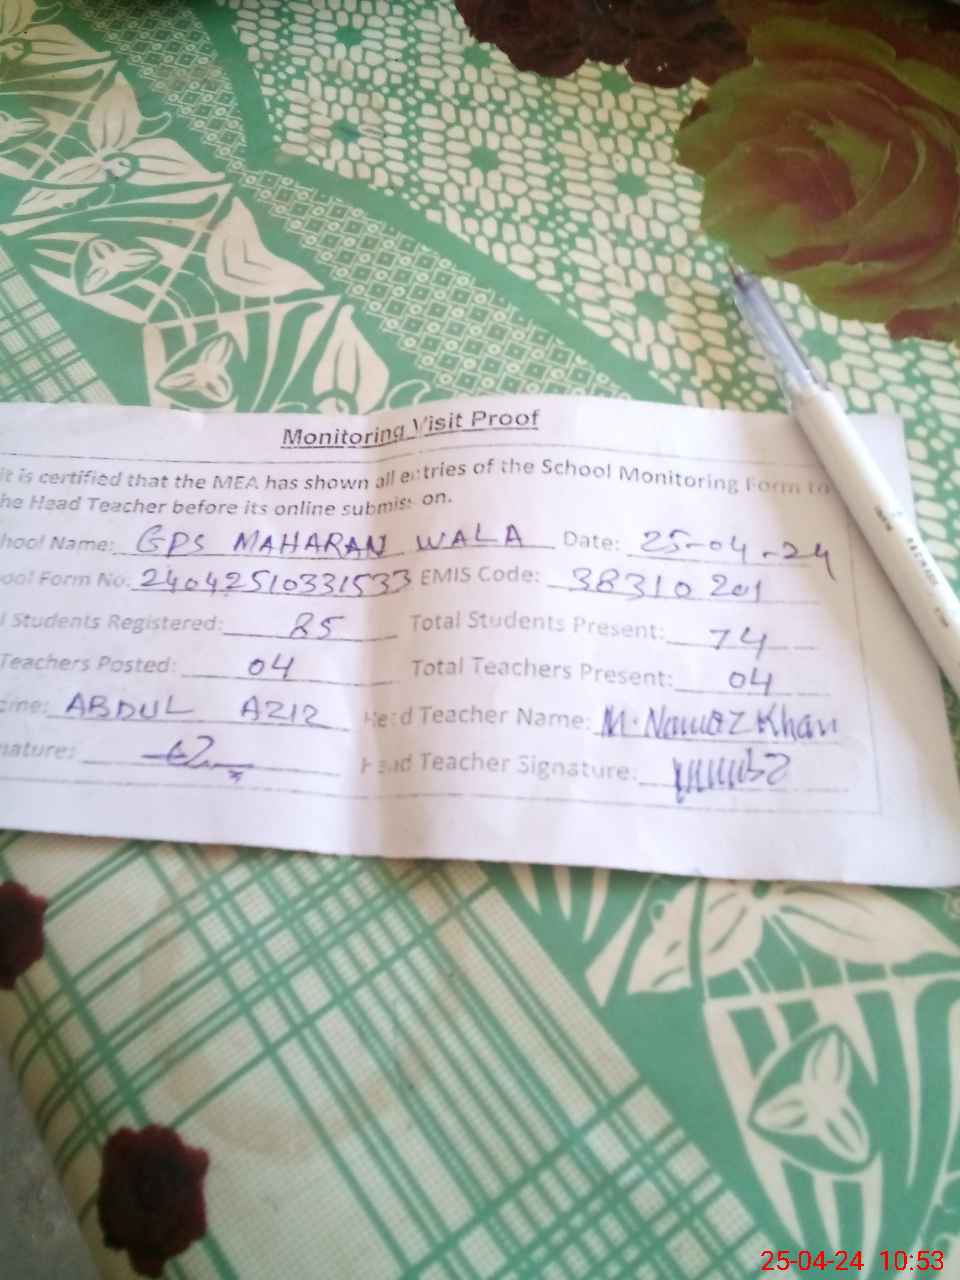 Monitoring Visit Proof
it is certified that the MEA has shown all entries of the School Monitoring Form to
he Head Teacher before its online submission.
hool Name: GPS MAHARAN WALA Date: 25-04-24
ool Form No. 24042510331533 EMIS Code: 38310201
l Students Registered: 85 Total Students Present: 74
Teachers Posted: 04 Total Teachers Present: 04
ABDUL AZIZ Head Teacher Name: M. Nawaz Khan
nature: Head Teacher Signature:
25-04-24 10:53